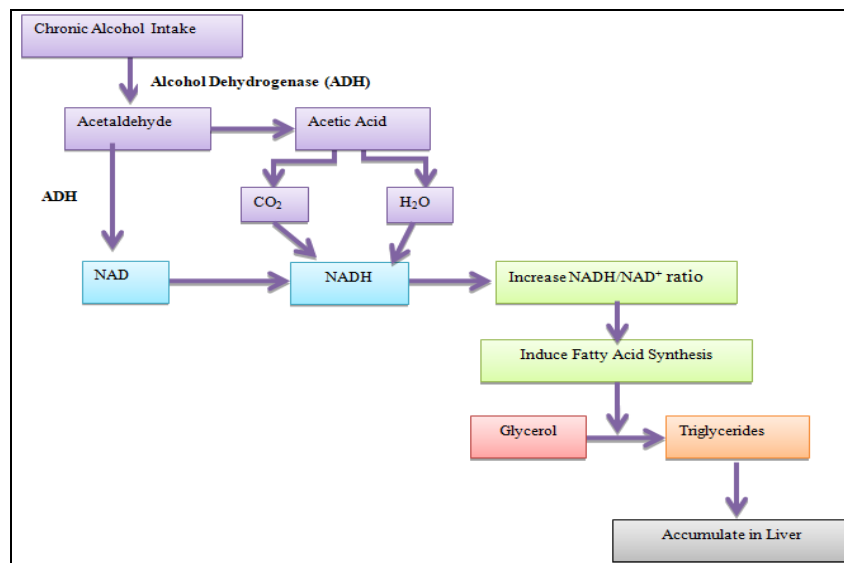 Chronic Alcohol Intake
Alcohol Dehydrogenase (ADH)
Acetaldehyde
Acetic Acid
ADH
CO₂
H₂O
NAD
NADH
Increase NADH/NAD⁺ ratio
Induce Fatty Acid Synthesis
Glycerol
Triglycerides
Accumulate in Liver